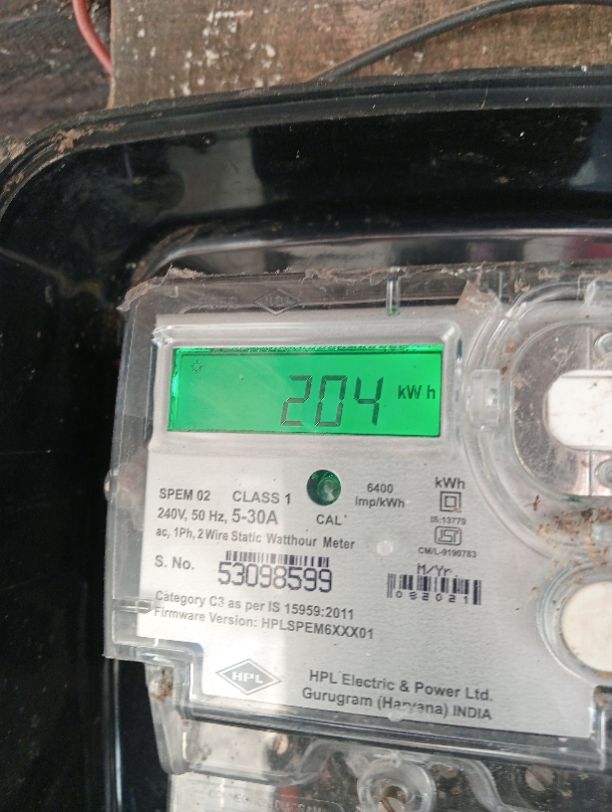 204 kWh
SPEM 02 CLASS 1
6400 imp/kWh
kWh
240V, 50 Hz, 5-30A
CAL
IS:13779
ac, 1Ph, 2 Wire Static Watthour Meter
CM/L-9190783
S. No. 53098599
M/Yr.
082021
Category C3 as per IS 15959:2011
Firmware Version: HPLSPEM6XXX01
HPL
HPL Electric & Power Ltd.
Gurugram (Haryana) INDIA